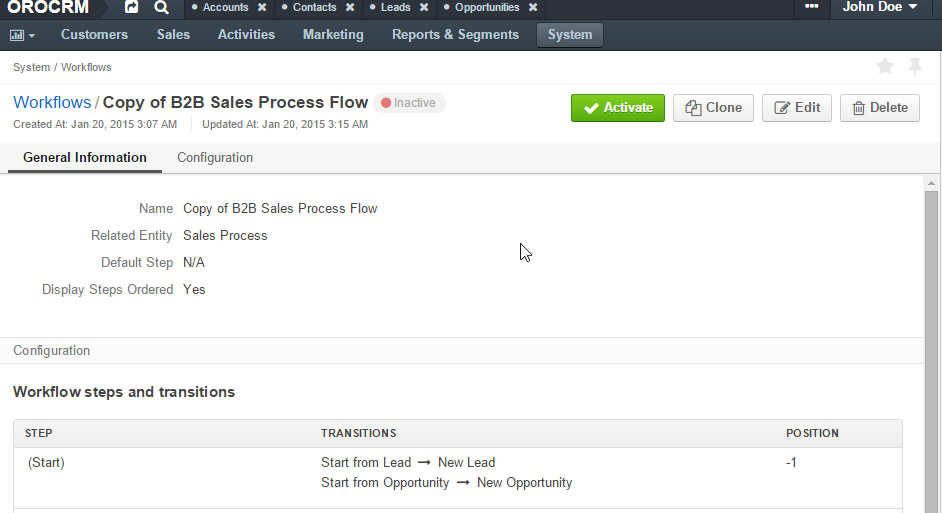 OROCRM • Accounts ✖ • Contacts ✖ • Leads ✖ • Opportunities ✖ ••• John Doe
Customers Sales Activities Marketing Reports & Segments System
System / Workflows
Workflows / Copy of B2B Sales Process Flow Inactive Activate Clone Edit Delete
Created At: Jan 20, 2015 3:07 AM Updated At: Jan 20, 2015 3:15 AM
General Information Configuration
Name Copy of B2B Sales Process Flow
Related Entity Sales Process
Default Step N/A
Display Steps Ordered Yes
Configuration
Workflow steps and transitions
STEP TRANSITIONS POSITION
(Start) Start from Lead → New Lead -1
Start from Opportunity → New Opportunity